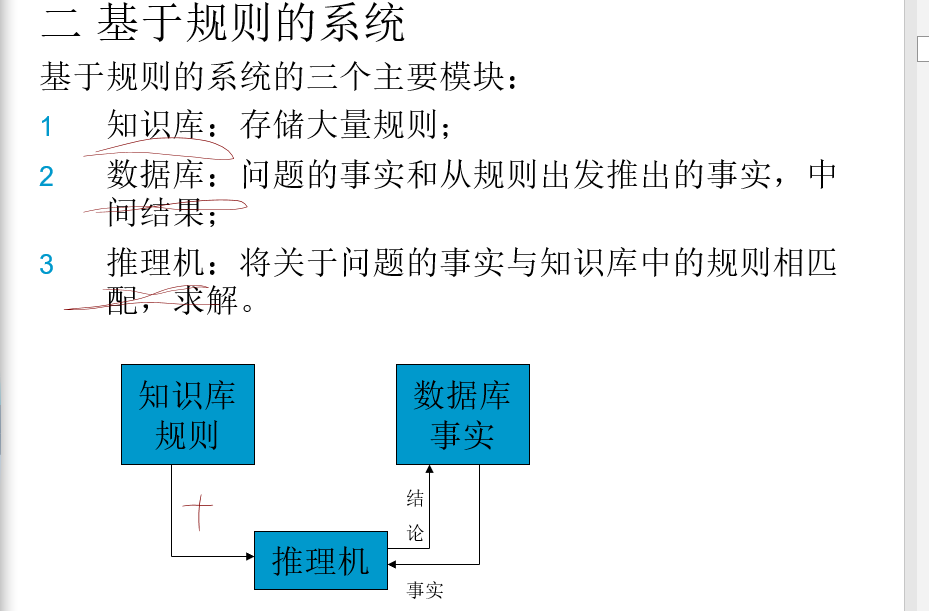 二 基于规则的系统
基于规则的系统的三个主要模块：
1 知识库：存储大量规则；
2 数据库：问题的事实和从规则出发推出的事实，中
间结果；
3 推理机：将关于问题的事实与知识库中的规则相匹
配，求解。
知识库
规则
数据库
事实
结
论
推理机
事实